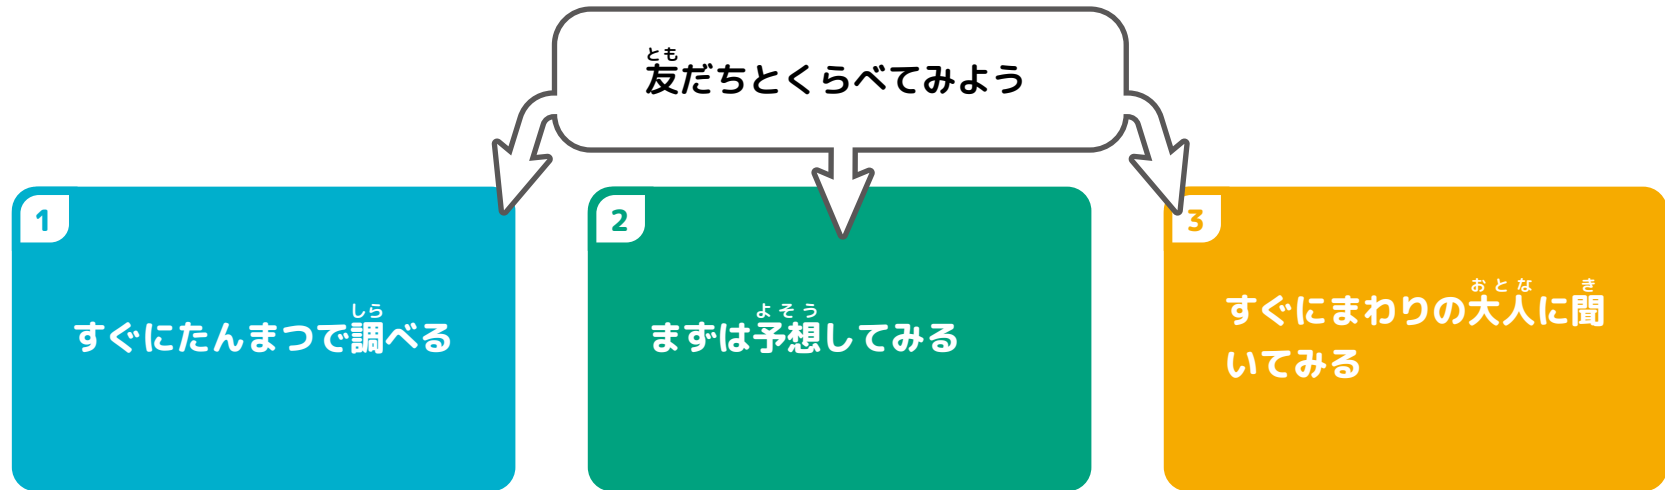 とも
友だちとくらべてみよう
1
しら
すぐにたんまつで調べる
2
よそう
まずは予想してみる
3
おとな き
すぐにまわりの大人に聞
いてみる